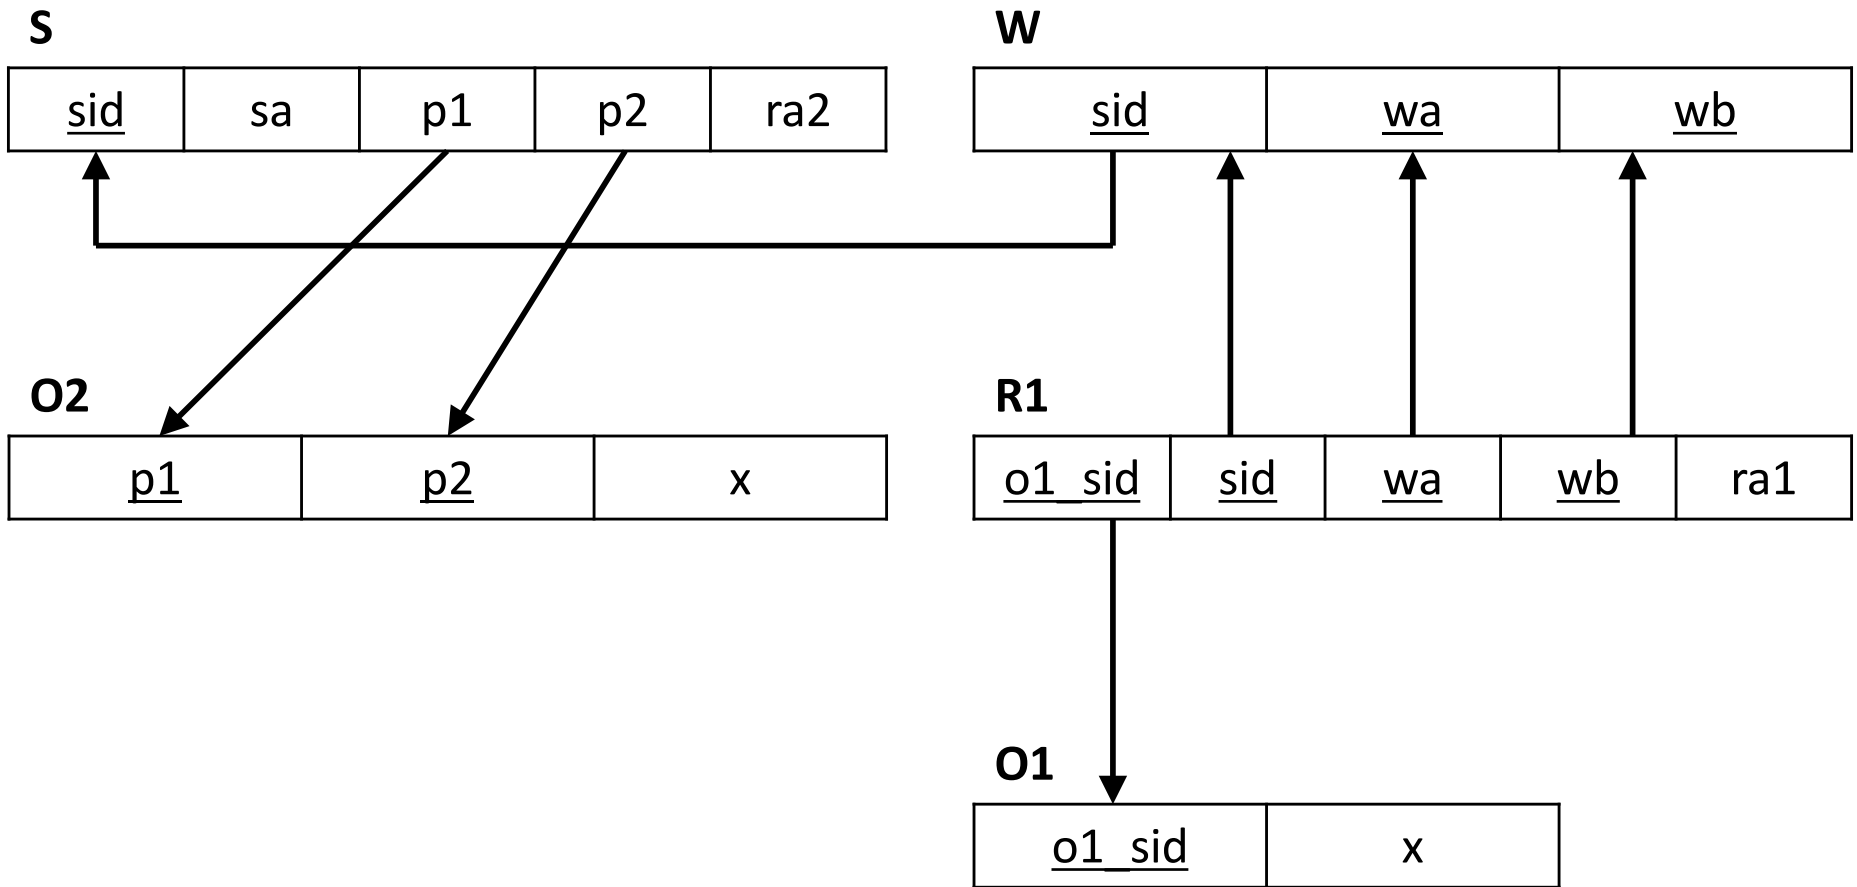 S W
sid sa p1 p2 ra2 sid wa wb
O2 R1
p1 p2 x o1_sid sid wa wb ra1
O1
o1_sid x